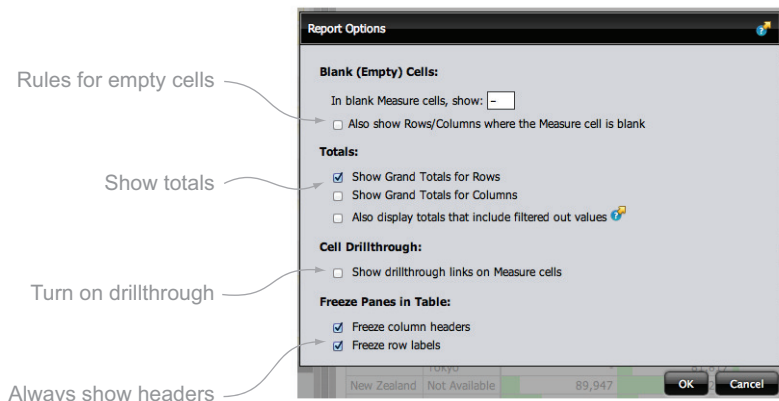 Report Options
Blank (Empty) Cells:
Rules for empty cells
In blank Measure cells, show: –
Also show Rows/Columns where the Measure cell is blank
Totals:
Show totals
Show Grand Totals for Rows
Show Grand Totals for Columns
Also display totals that include filtered out values
Cell Drillthrough:
Show drillthrough links on Measure cells
Turn on drillthrough
Freeze Panes in Table:
Freeze column headers
Freeze row labels
Always show headers
Tokyo
New Zealand Not Available 89,947
OK Cancel